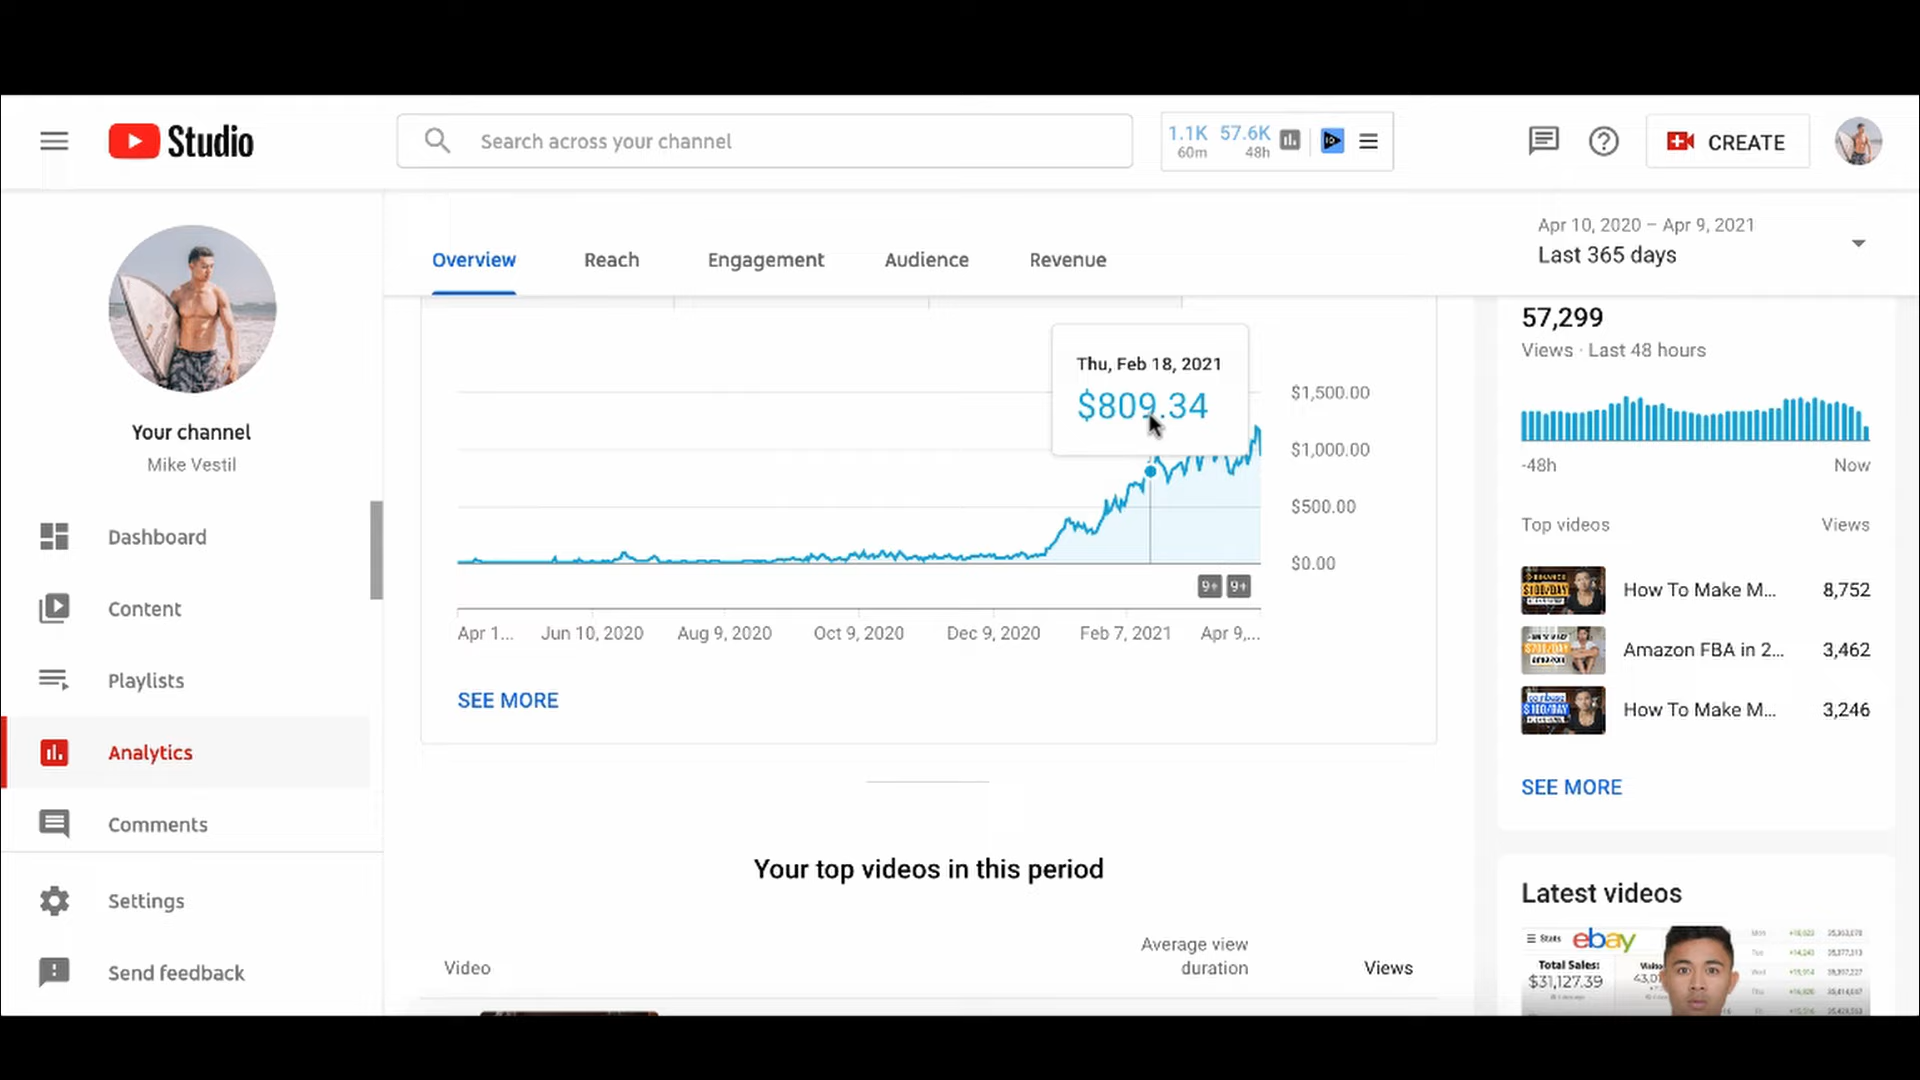 Studio
Search across your channel
1.1K 57.6K
60m 48h
CREATE
Your channel
Mike Vestil
Dashboard
Content
Playlists
Analytics
Comments
Settings
Send feedback
Overview Reach Engagement Audience Revenue
Apr 10, 2020 – Apr 9, 2021
Last 365 days
Thu, Feb 18, 2021
$809.34
$1,500.00
$1,000.00
$500.00
$0.00
9+ 9+
Apr 1... Jun 10, 2020 Aug 9, 2020 Oct 9, 2020 Dec 9, 2020 Feb 7, 2021 Apr 9,...
SEE MORE
Your top videos in this period
Video Average view duration Views
57,299
Views · Last 48 hours
-48h Now
Top videos Views
How To Make M... 8,752
Amazon FBA in 2... 3,462
How To Make M... 3,246
SEE MORE
Latest videos
Stats ebay
Total Sales:
$31,127.39